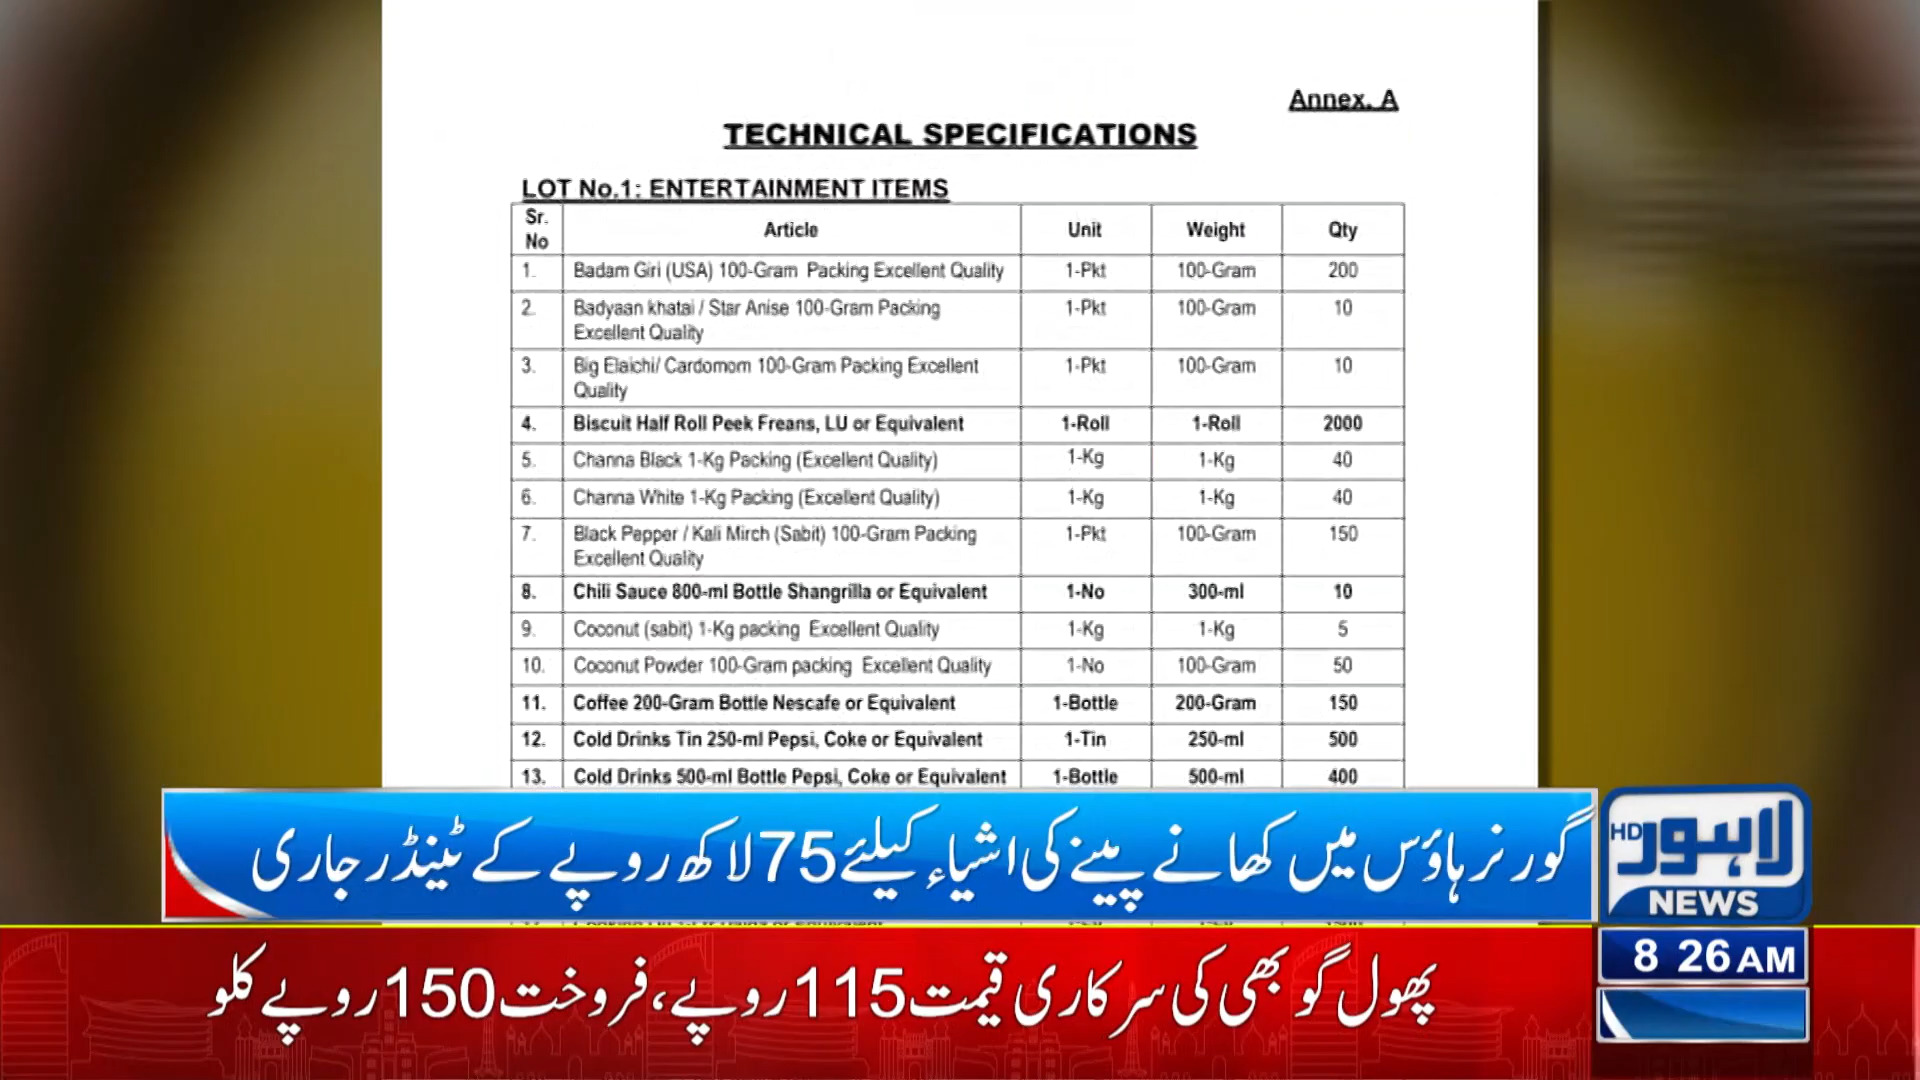 Annex. A
TECHNICAL SPECIFICATIONS
LOT No.1: ENTERTAINMENT ITEMS
Sr. No Article Unit Weight Qty
1. Badam Giri (USA) 100-Gram Packing Excellent Quality 1-Pkt 100-Gram 200
2. Badyaan khatai / Star Anise 100-Gram Packing 1-Pkt 100-Gram 10
Excellent Quality
3. Big Elaichi/ Cardomom 100-Gram Packing Excellent 1-Pkt 100-Gram 10
Quality
4. Biscuit Half Roll Peek Freans, LU or Equivalent 1-Roll 1-Roll 2000
5. Channa Black 1-Kg Packing (Excellent Quality) 1-Kg 1-Kg 40
6. Channa White 1-Kg Packing (Excellent Quality) 1-Kg 1-Kg 40
7. Black Pepper / Kali Mirch (Sabit) 100-Gram Packing 1-Pkt 100-Gram 150
Excellent Quality
8. Chili Sauce 800-ml Bottle Shangrilla or Equivalent 1-No 300-ml 10
9. Coconut (sabit) 1-Kg packing Excellent Quality 1-Kg 1-Kg 5
10. Coconut Powder 100-Gram packing Excellent Quality 1-No 100-Gram 50
11. Coffee 200-Gram Bottle Nescafe or Equivalent 1-Bottle 200-Gram 150
12. Cold Drinks Tin 250-ml Pepsi, Coke or Equivalent 1-Tin 250-ml 500
13. Cold Drinks 500-ml Bottle Pepsi, Coke or Equivalent 1-Bottle 500-ml 400
گورنر ہاؤس میں کھانے پینے کی اشیاء کیلئے 75 لاکھ روپے کے ٹینڈر جاری
لاہور HD
NEWS
8 26 AM
پھول گوبھی کی سرکاری قیمت 115 روپے، فروخت 150 روپے کلو